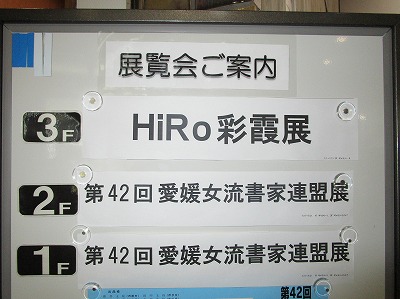 展覧会ご案内
3F HiRo彩霞展
2F 第42回 愛媛女流書家連盟展
1F 第42回 愛媛女流書家連盟展
第42回